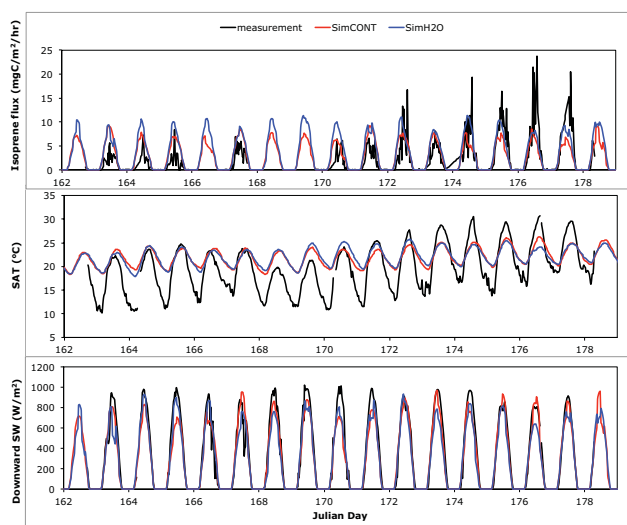 measurement SimCONT SimH2O
Isoprene flux (mgC/m²/hr)
25
20
15
10
5
0
162 164 166 168 170 172 174 176 178
SAT (°C)
35
30
25
20
15
10
5
162 164 166 168 170 172 174 176 178
Downward SW (W/m²)
1200
1000
800
600
400
200
0
162 164 166 168 170 172 174 176 178
Julian Day